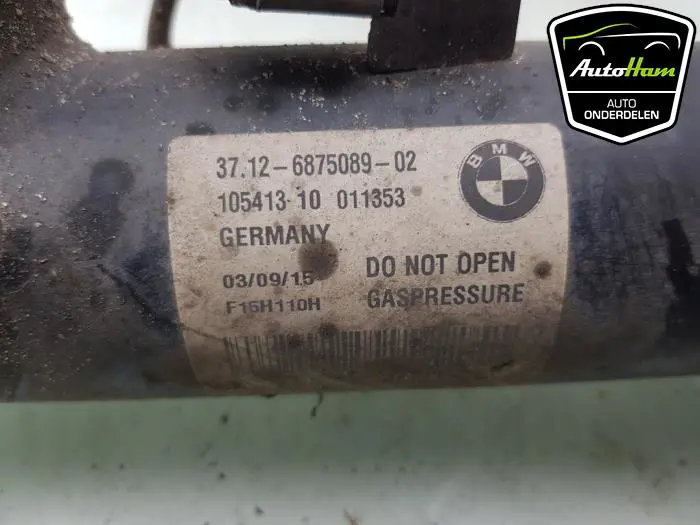 AutoHam
AUTO
ONDERDELEN
37.12-6875089-02
BMW
105413 10 011353
GERMANY
03/09/15
DO NOT OPEN
F15H110H
GASPRESSURE